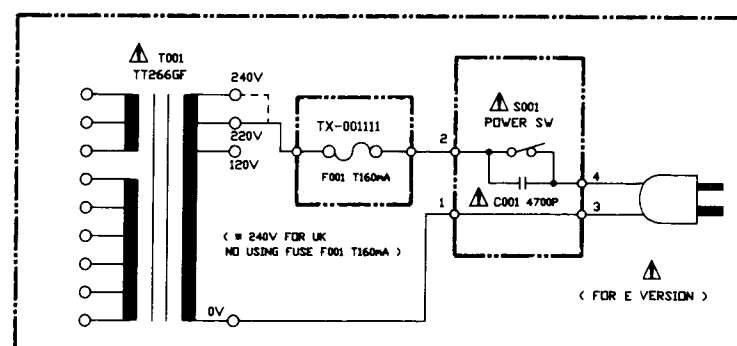 T001
TT266GF
240V
220V
120V
0V
TX-001111
F001 T160mA
( * 240V FOR UK
NO USING FUSE F001 T160mA )
2
1
S001
POWER SW
C001 4700P
4
3
( FOR E VERSION )